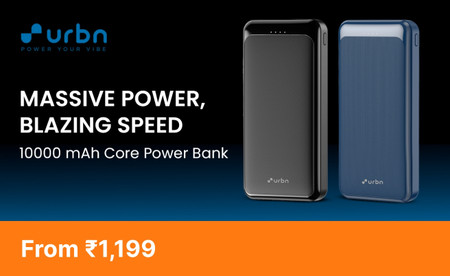 urbn
POWER YOUR VIBE
MASSIVE POWER,
BLAZING SPEED
10000 mAh Core Power Bank
urbn
urbn
From ₹1,199